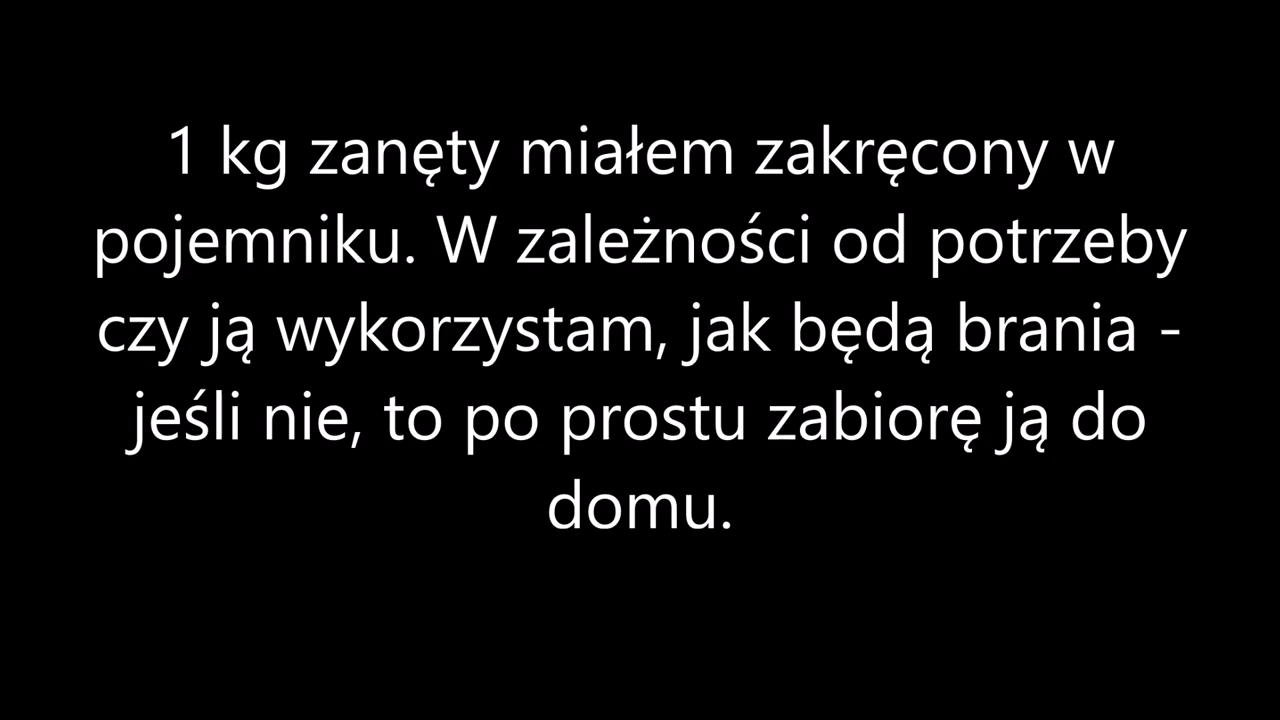 1 kg zanęty miałem zakręcony w
pojemniku. W zależności od potrzeby
czy ją wykorzystam, jak będą brania -
jeśli nie, to po prostu zabiorę ją do
domu.